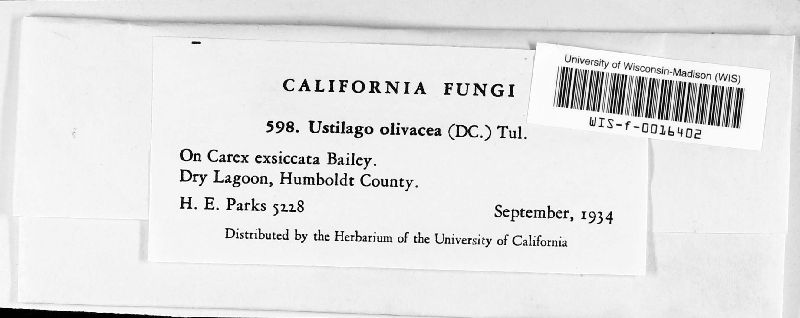 CALIFORNIA FUNGI
University of Wisconsin-Madison (WIS)
WIS-f-0016402
598. Ustilago olivacea (DC.) Tul.
On Carex exsiccata Bailey.
Dry Lagoon, Humboldt County.
H. E. Parks 5228
September, 1934
Distributed by the Herbarium of the University of California